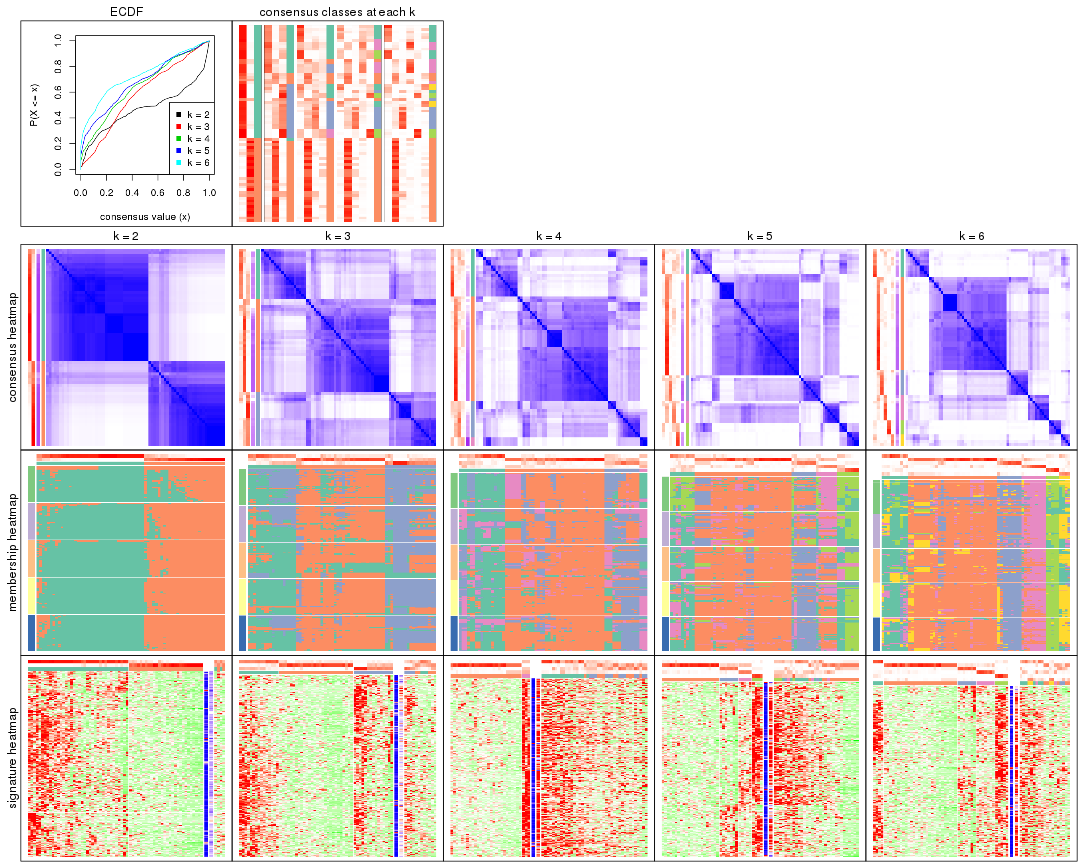 ECDF
consensus classes at each k
P(X <= x)
0.0 0.2 0.4 0.6 0.8 1.0
k = 2
k = 3
k = 4
k = 5
k = 6
0.0 0.2 0.4 0.6 0.8 1.0
consensus value (x)
k = 2
k = 3
k = 4
k = 5
k = 6
consensus heatmap
membership heatmap
signature heatmap